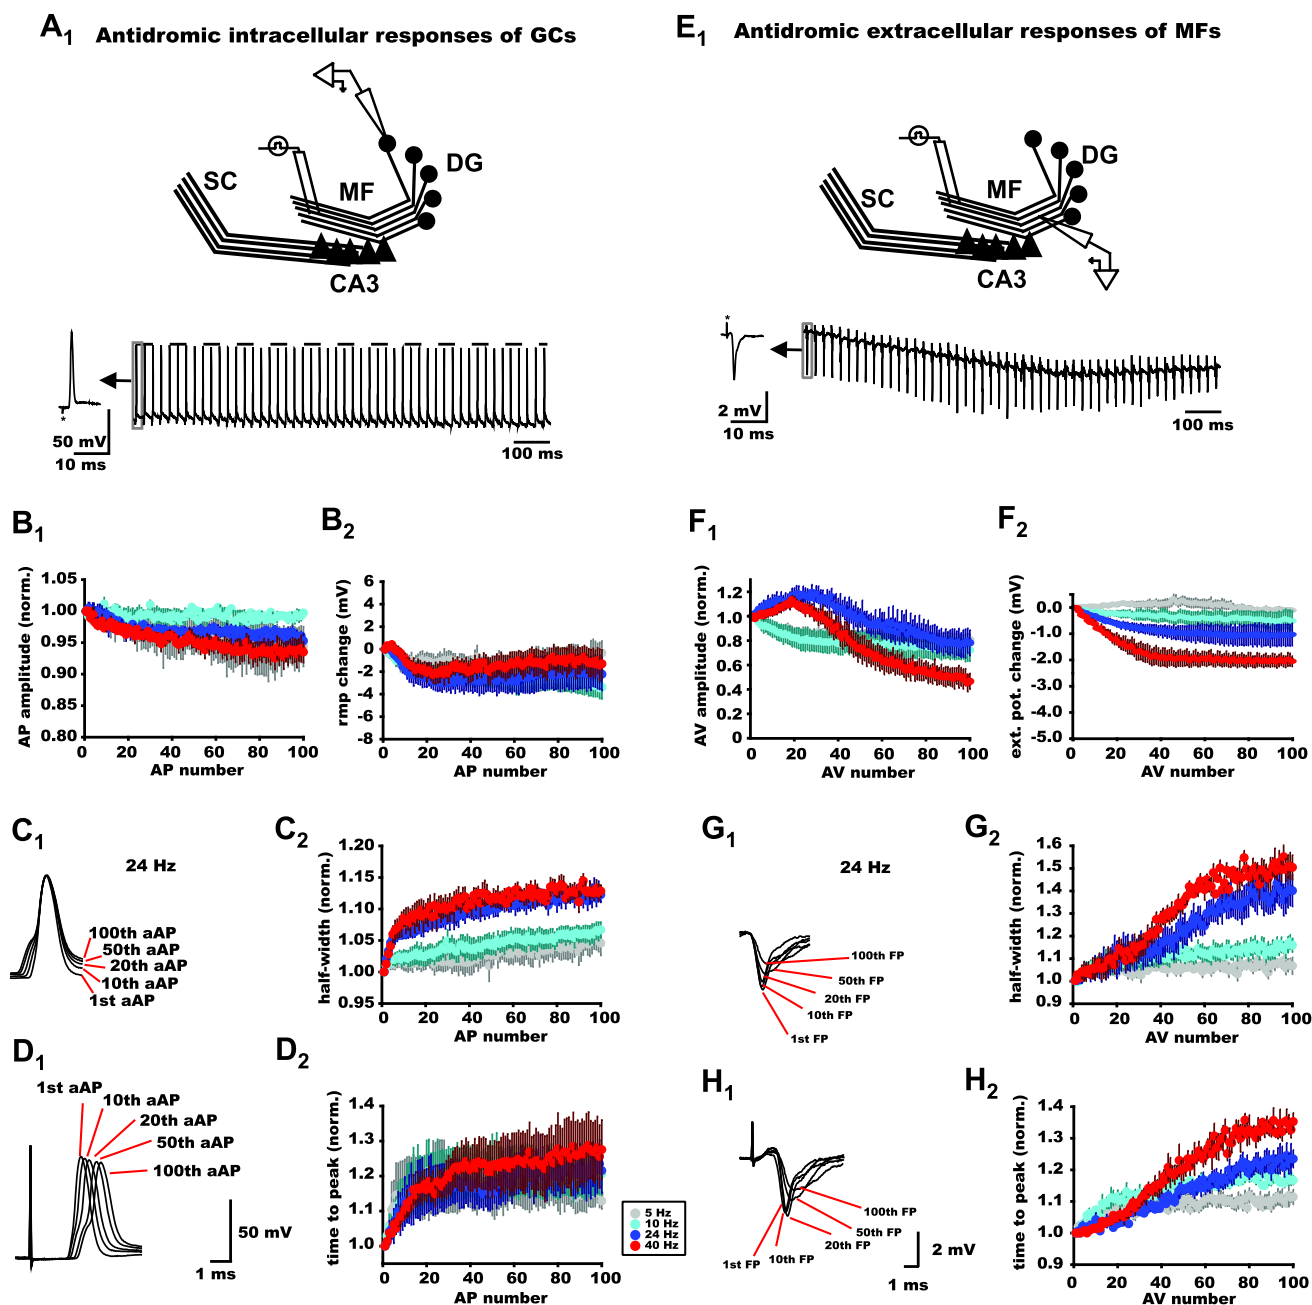 A1 Antidromic intracellular responses of GCs
DG
SC
MF
CA3
*
50 mV
10 ms
100 ms
E1 Antidromic extracellular responses of MFs
DG
SC
MF
CA3
*
2 mV
10 ms
100 ms
B1
AP amplitude (norm.)
1.05
1.00
0.95
0.90
0.85
0.80
0 20 40 60 80 100
AP number
B2
rmp change (mV)
6
4
2
0
-2
-4
-6
-8
0 20 40 60 80 100
AP number
F1
AV amplitude (norm.)
1.2
1.0
0.8
0.6
0.4
0.2
0
0 20 40 60 80 100
AV number
F2
ext. pot. change (mV)
0.0
-1.0
-2.0
-3.0
-4.0
-5.0
0 20 40 60 80 100
AV number
C1
24 Hz
100th aAP
50th aAP
20th aAP
10th aAP
1st aAP
C2
half-width (norm.)
1.20
1.15
1.10
1.05
1.00
0.95
0 20 40 60 80 100
AP number
G1
24 Hz
100th FP
50th FP
20th FP
10th FP
1st FP
G2
half-width (norm.)
1.6
1.5
1.4
1.3
1.2
1.1
1.0
0.9
0 20 40 60 80 100
AV number
D1
1st aAP
10th aAP
20th aAP
50th aAP
100th aAP
50 mV
1 ms
D2
time to peak (norm.)
1.4
1.3
1.2
1.1
1.0
0 20 40 60 80 100
AP number
5 Hz
10 Hz
24 Hz
40 Hz
H1
100th FP
50th FP
20th FP
10th FP
1st FP
2 mV
1 ms
H2
time to peak (norm.)
1.4
1.3
1.2
1.1
1.0
0.9
0 20 40 60 80 100
AV number